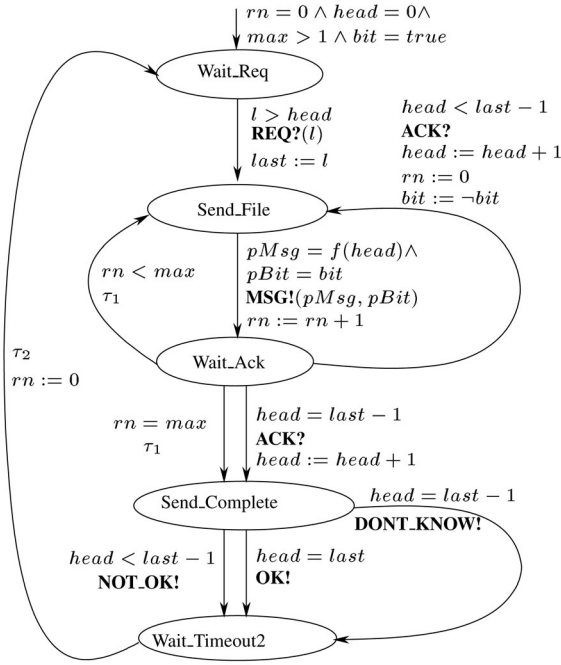 rn = 0 ∧ head = 0∧
max > 1 ∧ bit = true
Wait_Req
l > head
REQ?(l)
last := l
head < last − 1
ACK?
head := head + 1
rn := 0
bit := ¬bit
Send_File
pMsg = f(head)∧
pBit = bit
MSG!(pMsg, pBit)
rn := rn + 1
rn < max
τ1
τ2
rn := 0
Wait_Ack
rn = max
τ1
head = last − 1
ACK?
head := head + 1
Send_Complete
head = last − 1
DONT_KNOW!
head < last − 1
NOT_OK!
head = last
OK!
Wait_Timeout2